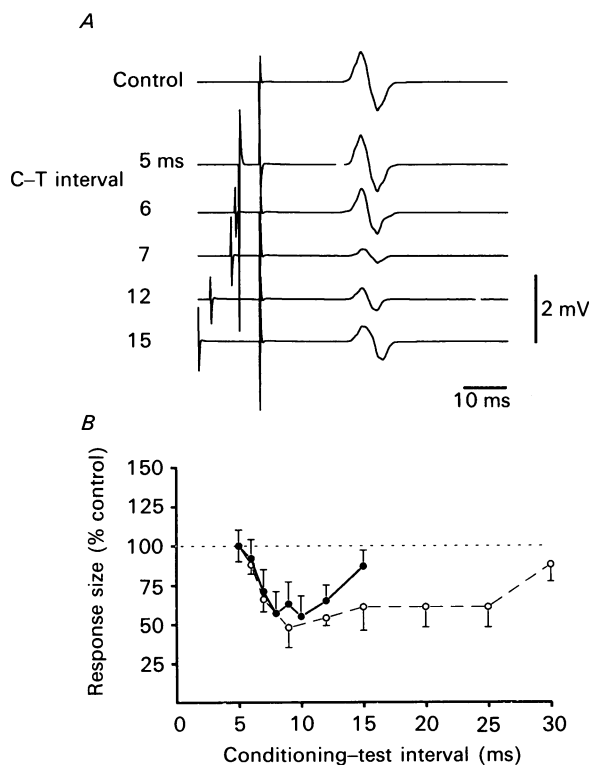 A
Control
5 ms
C–T interval
6
7
12
2 mV
15
10 ms
B
150
125
100
75
50
25
Response size (% control)
0 5 10 15 20 25 30
Conditioning–test interval (ms)